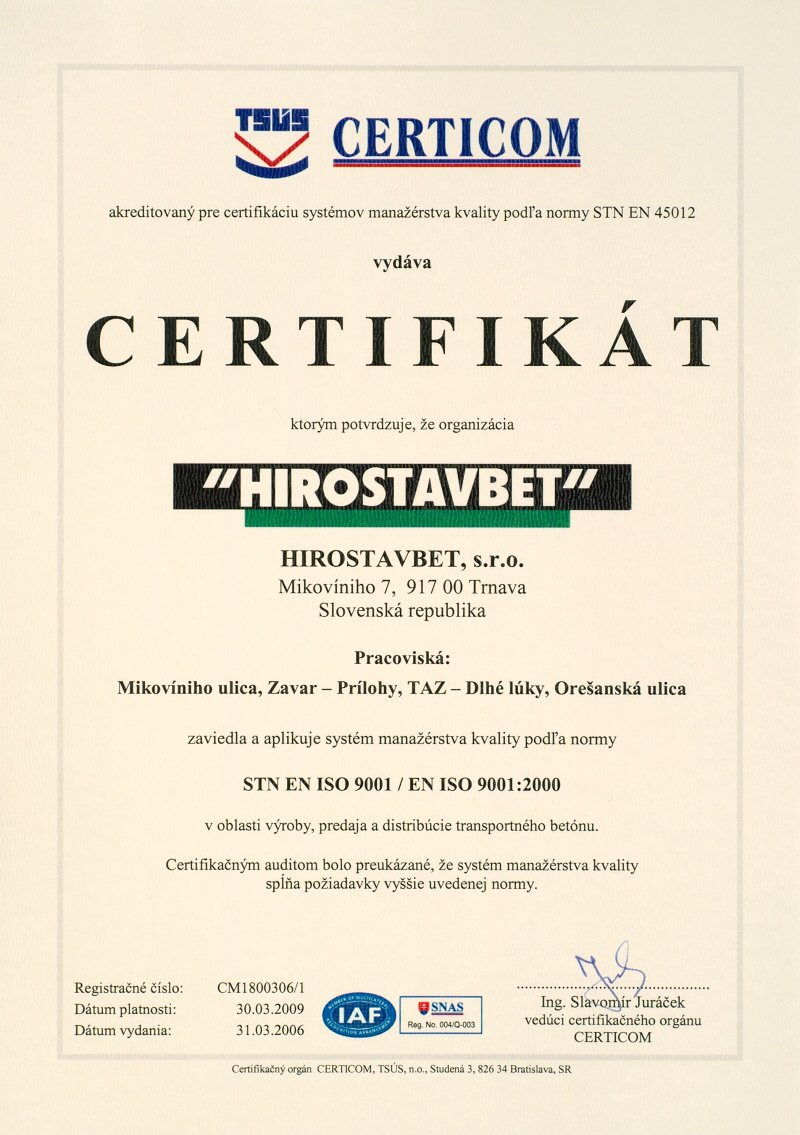 TSÚS CERTICOM
akreditovaný pre certifikáciu systémov manažérstva kvality podľa normy STN EN 45012
vydáva
CERTIFIKÁT
ktorým potvrdzuje, že organizácia
"HIROSTAVBET"
HIROSTAVBET, s.r.o.
Mikovíniho 7, 917 00 Trnava
Slovenská republika
Pracoviská:
Mikovíniho ulica, Zavar – Prílohy, TAZ – Dlhé lúky, Orešanská ulica
zaviedla a aplikuje systém manažérstva kvality podľa normy
STN EN ISO 9001 / EN ISO 9001:2000
v oblasti výroby, predaja a distribúcie transportného betónu.
Certifikačným auditom bolo preukázané, že systém manažérstva kvality
spĺňa požiadavky vyššie uvedenej normy.
Registračné číslo: CM1800306/1
Dátum platnosti: 30.03.2009
Dátum vydania: 31.03.2006
MEMBER OF MULTILATERAL
IAF
RECOGNITION ARRANGEMENT
SNAS
Reg. No. 004/Q-003
Ing. Slavomír Juráček
vedúci certifikačného orgánu
CERTICOM
Certifikačný orgán CERTICOM, TSÚS, n.o., Studená 3, 826 34 Bratislava, SR